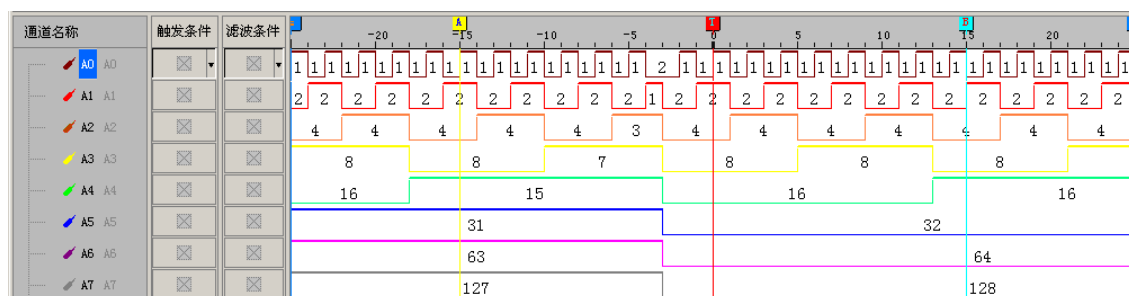 通道名称 触发条件 滤波条件 -20 A -15 -10 -5 T 0 5 10 B 15 20
A0 A0 1 1 1 1 1 1 1 1 1 1 1 1 1 1 1 1 1 1 1 1 1 2 1 1 1 1 1 1 1 1 1 1 1 1 1 1 1 1 1 1 1 1 1 1 1 1 1 1
A1 A1 2 2 2 2 2 2 2 2 2 2 2 1 2 2 2 2 2 2 2 2 2 2 2 2 2 2
A2 A2 4 4 4 4 4 3 4 4 4 4 4 4 4
A3 A3 8 8 7 8 8 8
A4 A4 16 15 16 16
A5 A5 31 32
A6 A6 63 64
A7 A7 127 128